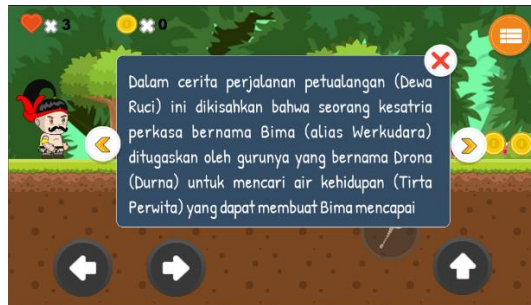 × 3
× 0
Dalam cerita perjalanan petualangan (Dewa
Ruci) ini dikisahkan bahwa seorang kesatria
perkasa bernama Bima (alias Werkudara)
ditugaskan oleh gurunya yang bernama Drona
(Durna) untuk mencari air kehidupan (Tirta
Perwita) yang dapat membuat Bima mencapai